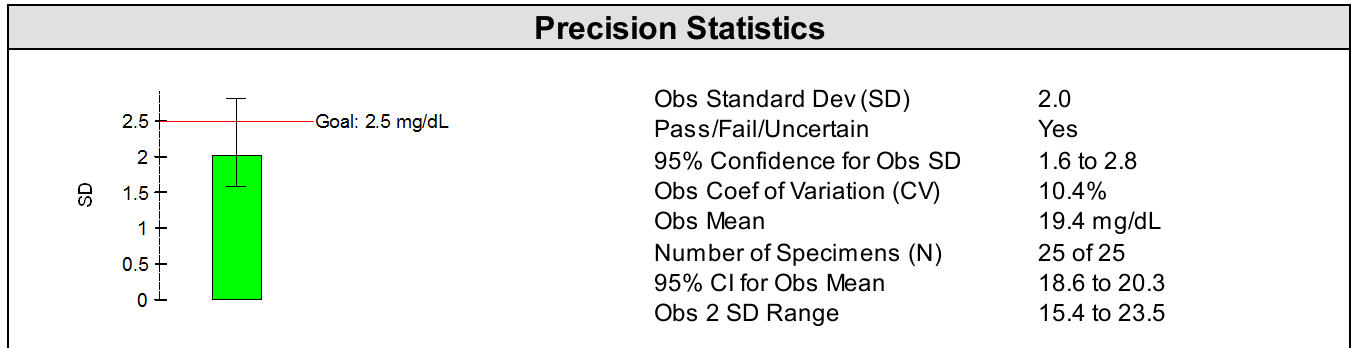 Precision Statistics
2.5
2
1.5
1
0.5
0
SD
Goal: 2.5 mg/dL
Obs Standard Dev (SD) 2.0
Pass/Fail/Uncertain Yes
95% Confidence for Obs SD 1.6 to 2.8
Obs Coef of Variation (CV) 10.4%
Obs Mean 19.4 mg/dL
Number of Specimens (N) 25 of 25
95% CI for Obs Mean 18.6 to 20.3
Obs 2 SD Range 15.4 to 23.5